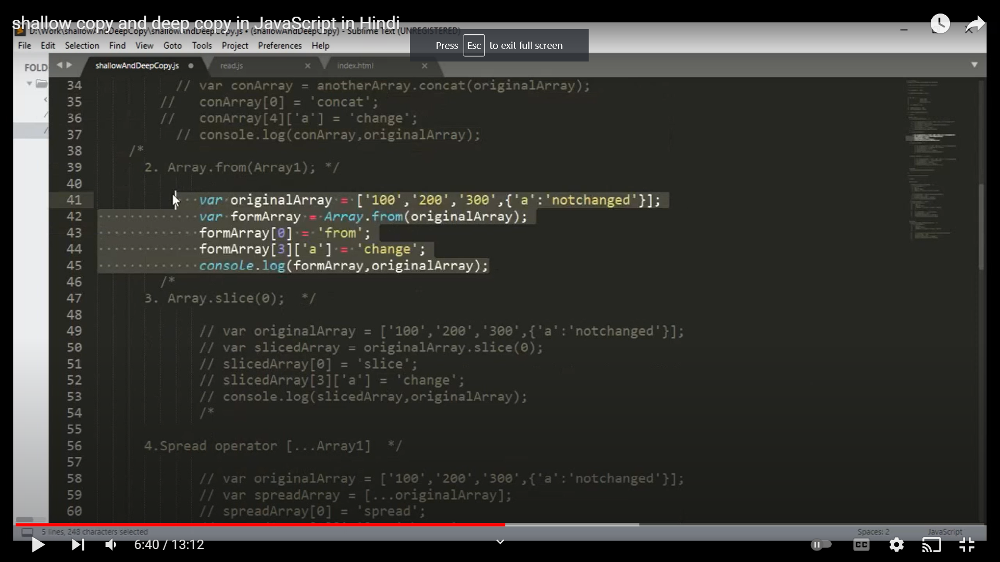 shallow copy and deep copy in JavaScript in Hindi
D:\Work\shallowAndDeepCopy\shallowAndDeepCopy.js • (shallowAndDeepCopy) - Sublime Text (UNREGISTERED)
Press Esc to exit full screen
File Edit Selection Find View Goto Tools Project Preferences Help
FOLD
shallowAndDeepCopy.js read.js index.html
34 // var conArray = anotherArray.concat(originalArray);
35 // conArray[0] = 'concat';
36 // conArray[4]['a'] = 'change';
37 // console.log(conArray,originalArray);
38 /*
39 2. Array.from(Array1); */
40
41 var originalArray = ['100','200','300',{'a':'notchanged'}];
42 var formArray = Array.from(originalArray);
43 formArray[0] = 'from';
44 formArray[3]['a'] = 'change';
45 console.log(formArray,originalArray);
46 /*
47 3. Array.slice(0); */
48
49 // var originalArray = ['100','200','300',{'a':'notchanged'}];
50 // var slicedArray = originalArray.slice(0);
51 // slicedArray[0] = 'slice';
52 // slicedArray[3]['a'] = 'change';
53 // console.log(slicedArray,originalArray);
54 /*
55
56 4.Spread operator [...Array1] */
57
58 // var originalArray = ['100','200','300',{'a':'notchanged'}];
59 // var spreadArray = [...originalArray];
60 // spreadArray[0] = 'spread';
5 lines, 248 characters selected Spaces: 2 JavaScript
6:40 / 13:12 CC